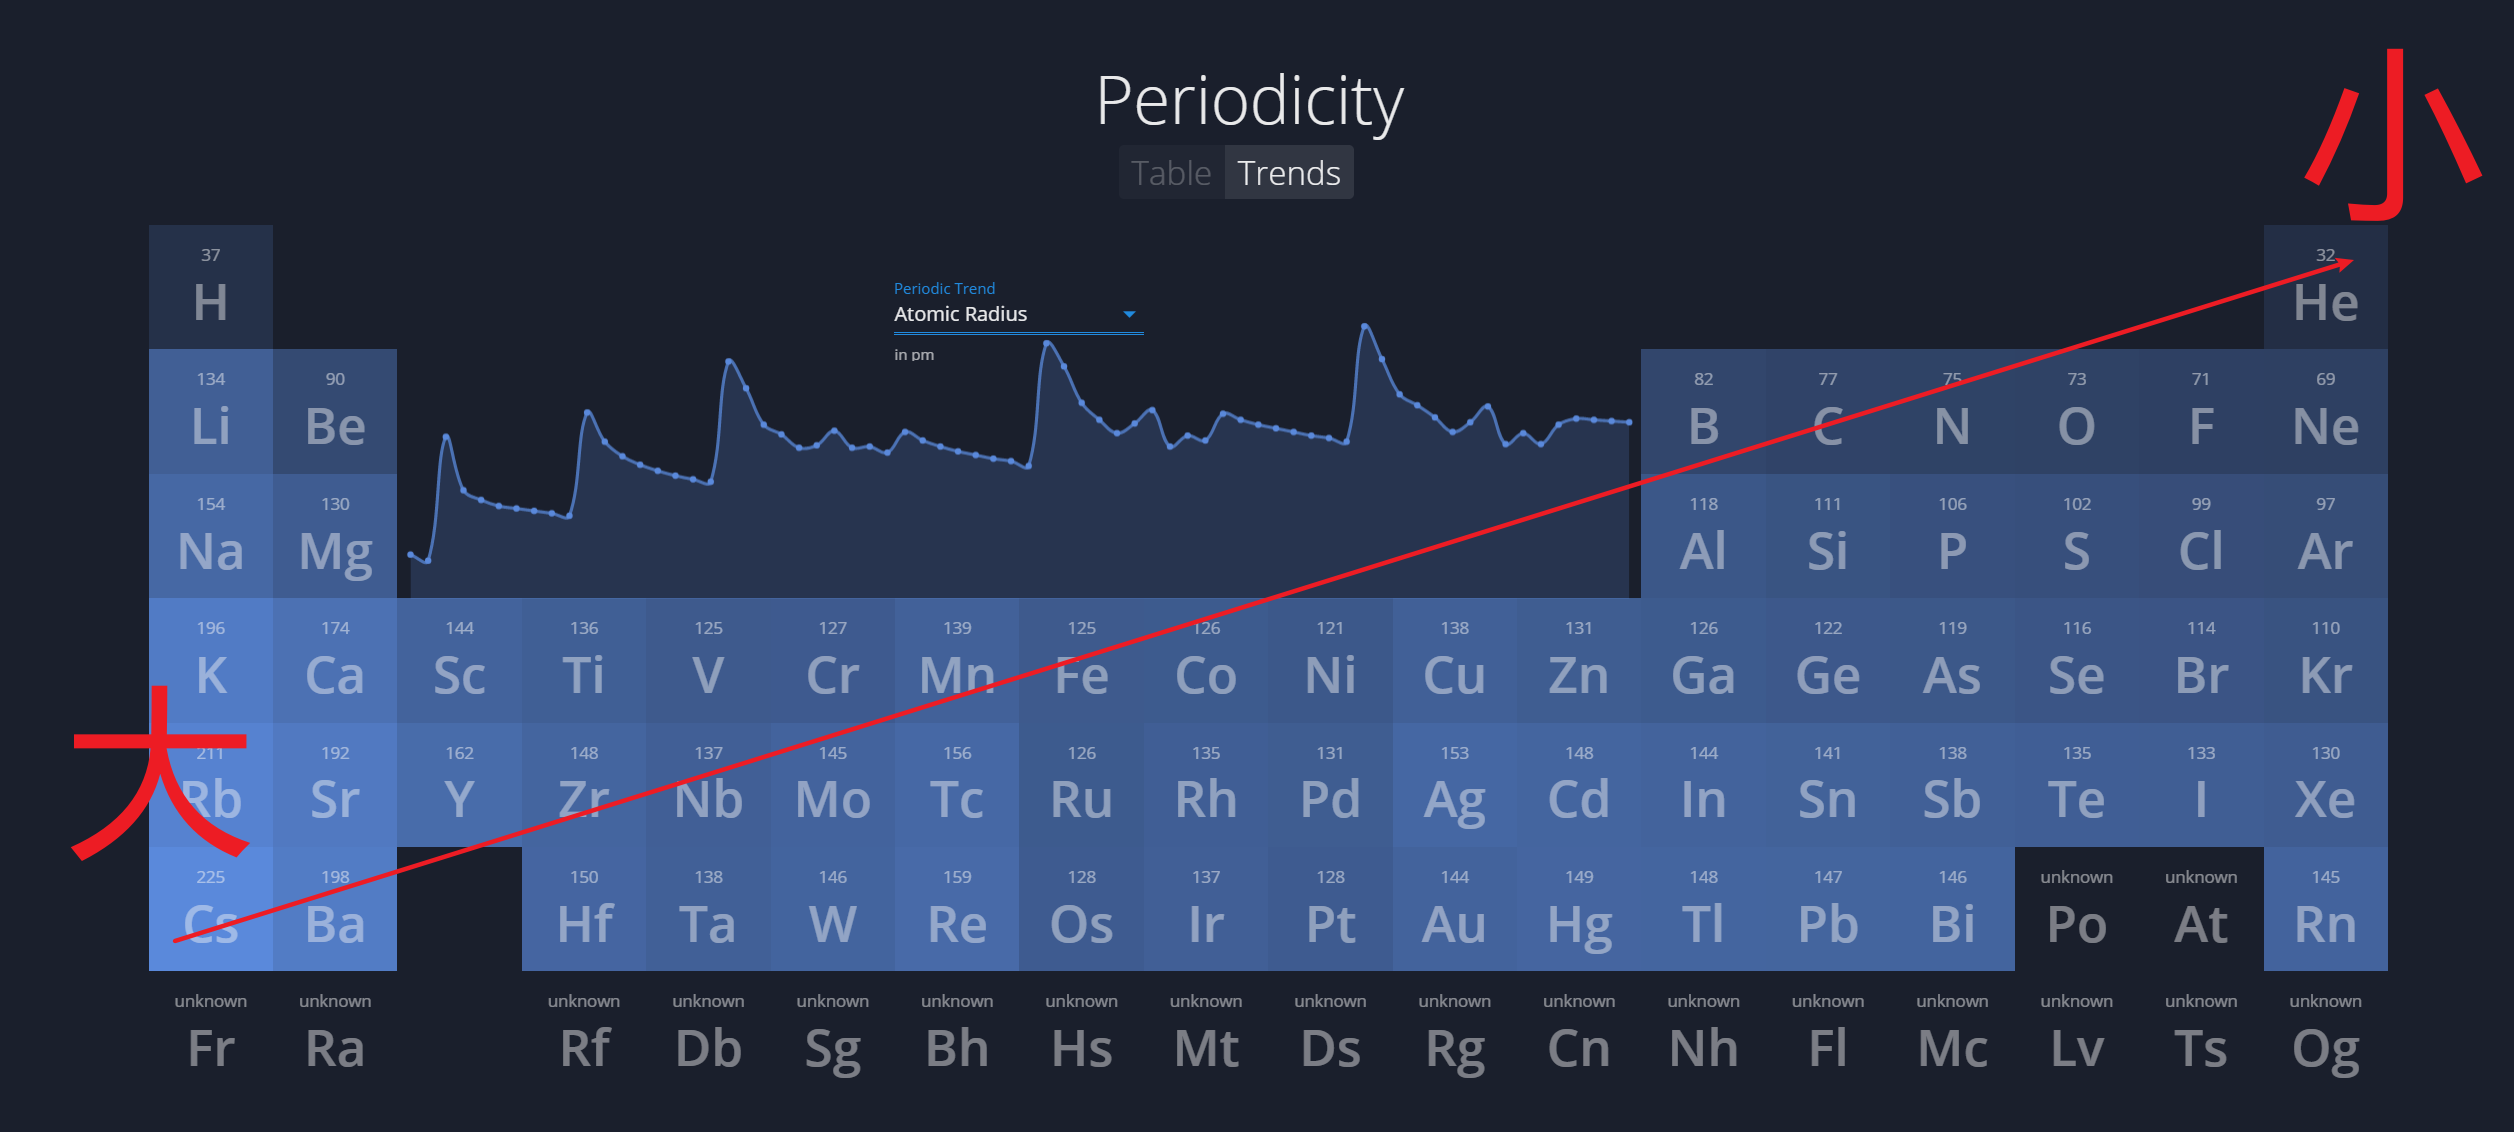 Periodicity
Table Trends
小
37 32
H He
Periodic Trend
Atomic Radius
in pm
134 90 82 77 75 73 71 69
Li Be B C N O F Ne
154 130 118 111 106 102 99 97
Na Mg Al Si P S Cl Ar
196 174 144 136 125 127 139 125 126 121 138 131 126 122 119 116 114 110
K Ca Sc Ti V Cr Mn Fe Co Ni Cu Zn Ga Ge As Se Br Kr
大
211 192 162 148 137 145 156 126 135 131 153 148 144 141 138 135 133 130
Rb Sr Y Zr Nb Mo Tc Ru Rh Pd Ag Cd In Sn Sb Te I Xe
225 198 150 138 146 159 128 137 128 144 149 148 147 146 unknown unknown 145
Cs Ba Hf Ta W Re Os Ir Pt Au Hg Tl Pb Bi Po At Rn
unknown unknown unknown unknown unknown unknown unknown unknown unknown unknown unknown unknown unknown unknown unknown unknown unknown
Fr Ra Rf Db Sg Bh Hs Mt Ds Rg Cn Nh Fl Mc Lv Ts Og